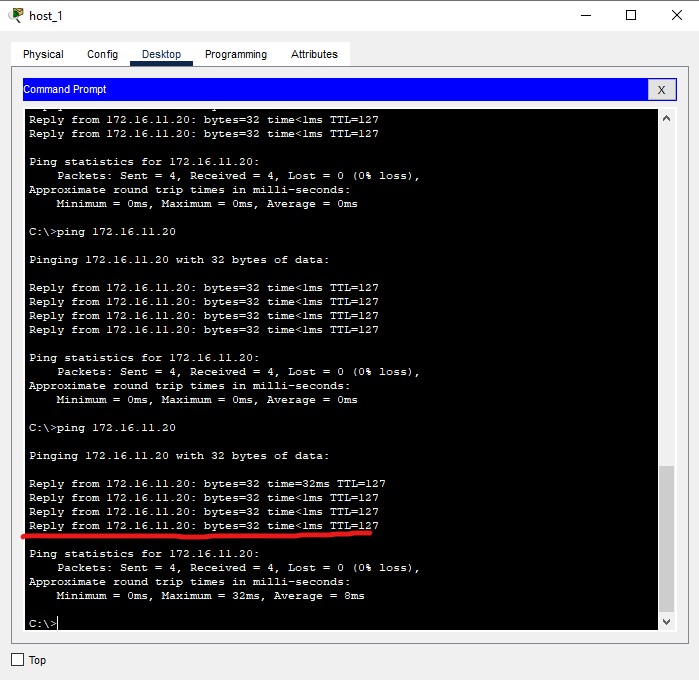 host_1
Physical Config Desktop Programming Attributes
Command Prompt X
Reply from 172.16.11.20: bytes=32 time<1ms TTL=127
Reply from 172.16.11.20: bytes=32 time<1ms TTL=127
Ping statistics for 172.16.11.20:
Packets: Sent = 4, Received = 4, Lost = 0 (0% loss),
Approximate round trip times in milli-seconds:
Minimum = 0ms, Maximum = 0ms, Average = 0ms
C:\>ping 172.16.11.20
Pinging 172.16.11.20 with 32 bytes of data:
Reply from 172.16.11.20: bytes=32 time<1ms TTL=127
Reply from 172.16.11.20: bytes=32 time<1ms TTL=127
Reply from 172.16.11.20: bytes=32 time<1ms TTL=127
Reply from 172.16.11.20: bytes=32 time<1ms TTL=127
Ping statistics for 172.16.11.20:
Packets: Sent = 4, Received = 4, Lost = 0 (0% loss),
Approximate round trip times in milli-seconds:
Minimum = 0ms, Maximum = 0ms, Average = 0ms
C:\>ping 172.16.11.20
Pinging 172.16.11.20 with 32 bytes of data:
Reply from 172.16.11.20: bytes=32 time=32ms TTL=127
Reply from 172.16.11.20: bytes=32 time<1ms TTL=127
Reply from 172.16.11.20: bytes=32 time<1ms TTL=127
Reply from 172.16.11.20: bytes=32 time<1ms TTL=127
Ping statistics for 172.16.11.20:
Packets: Sent = 4, Received = 4, Lost = 0 (0% loss),
Approximate round trip times in milli-seconds:
Minimum = 0ms, Maximum = 32ms, Average = 8ms
C:\>
Top